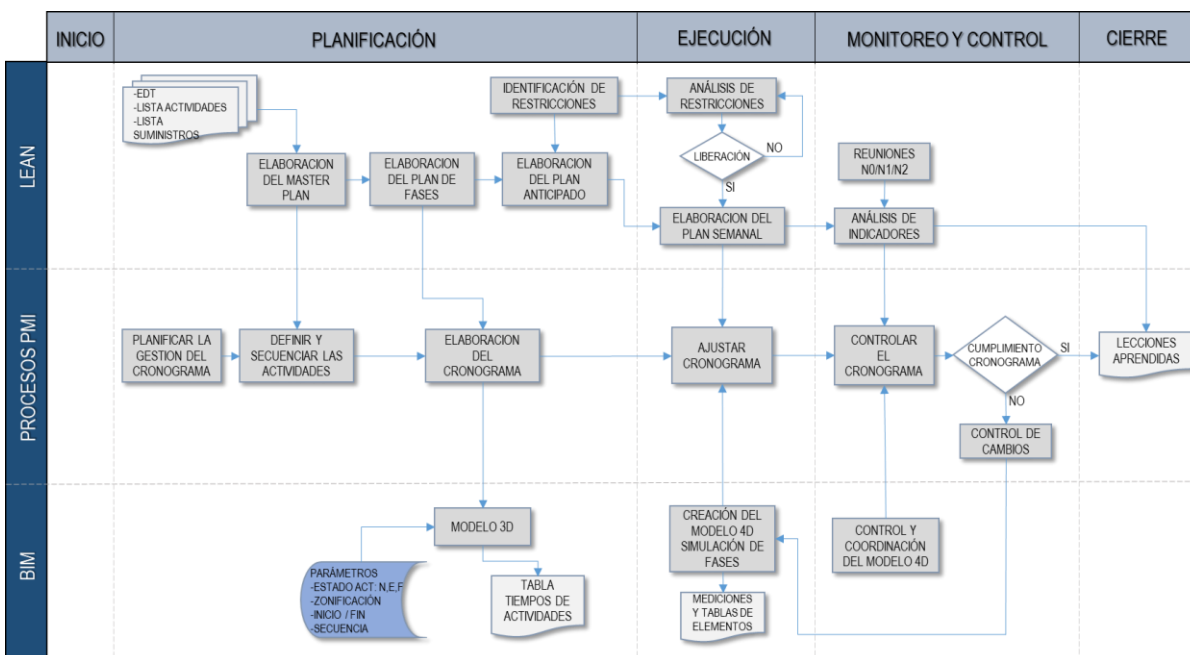 INICIO
PLANIFICACIÓN
EJECUCIÓN
MONITOREO Y CONTROL
CIERRE
LEAN
-EDT
-LISTA ACTIVIDADES
-LISTA
SUMINISTROS
IDENTIFICACIÓN DE
RESTRICCIONES
ANÁLISIS DE
RESTRICCIONES
LIBERACIÓN
NO
SI
REUNIONES
N0/N1/N2
ELABORACION
DEL MASTER
PLAN
ELABORACION
DEL PLAN DE
FASES
ELABORACION
DEL PLAN
ANTICIPADO
ELABORACION DEL
PLAN SEMANAL
ANÁLISIS DE
INDICADORES
PROCESOS PMI
PLANIFICAR LA
GESTION DEL
CRONOGRAMA
DEFINIR Y
SECUENCIAR LAS
ACTIVIDADES
ELABORACION
DEL
CRONOGRAMA
AJUSTAR
CRONOGRAMA
CONTROLAR
EL
CRONOGRAMA
CUMPLIMIENTO
CRONOGRAMA
SI
NO
LECCIONES
APRENDIDAS
CONTROL DE
CAMBIOS
BIM
MODELO 3D
PARÁMETROS
-ESTADO ACT: N,E,F
-ZONIFICACIÓN
-INICIO / FIN
-SECUENCIA
TABLA
TIEMPOS DE
ACTIVIDADES
CREACIÓN DEL
MODELO 4D
SIMULACIÓN DE
FASES
MEDICIONES
Y TABLAS DE
ELEMENTOS
CONTROL Y
COORDINACIÓN
DEL MODELO 4D